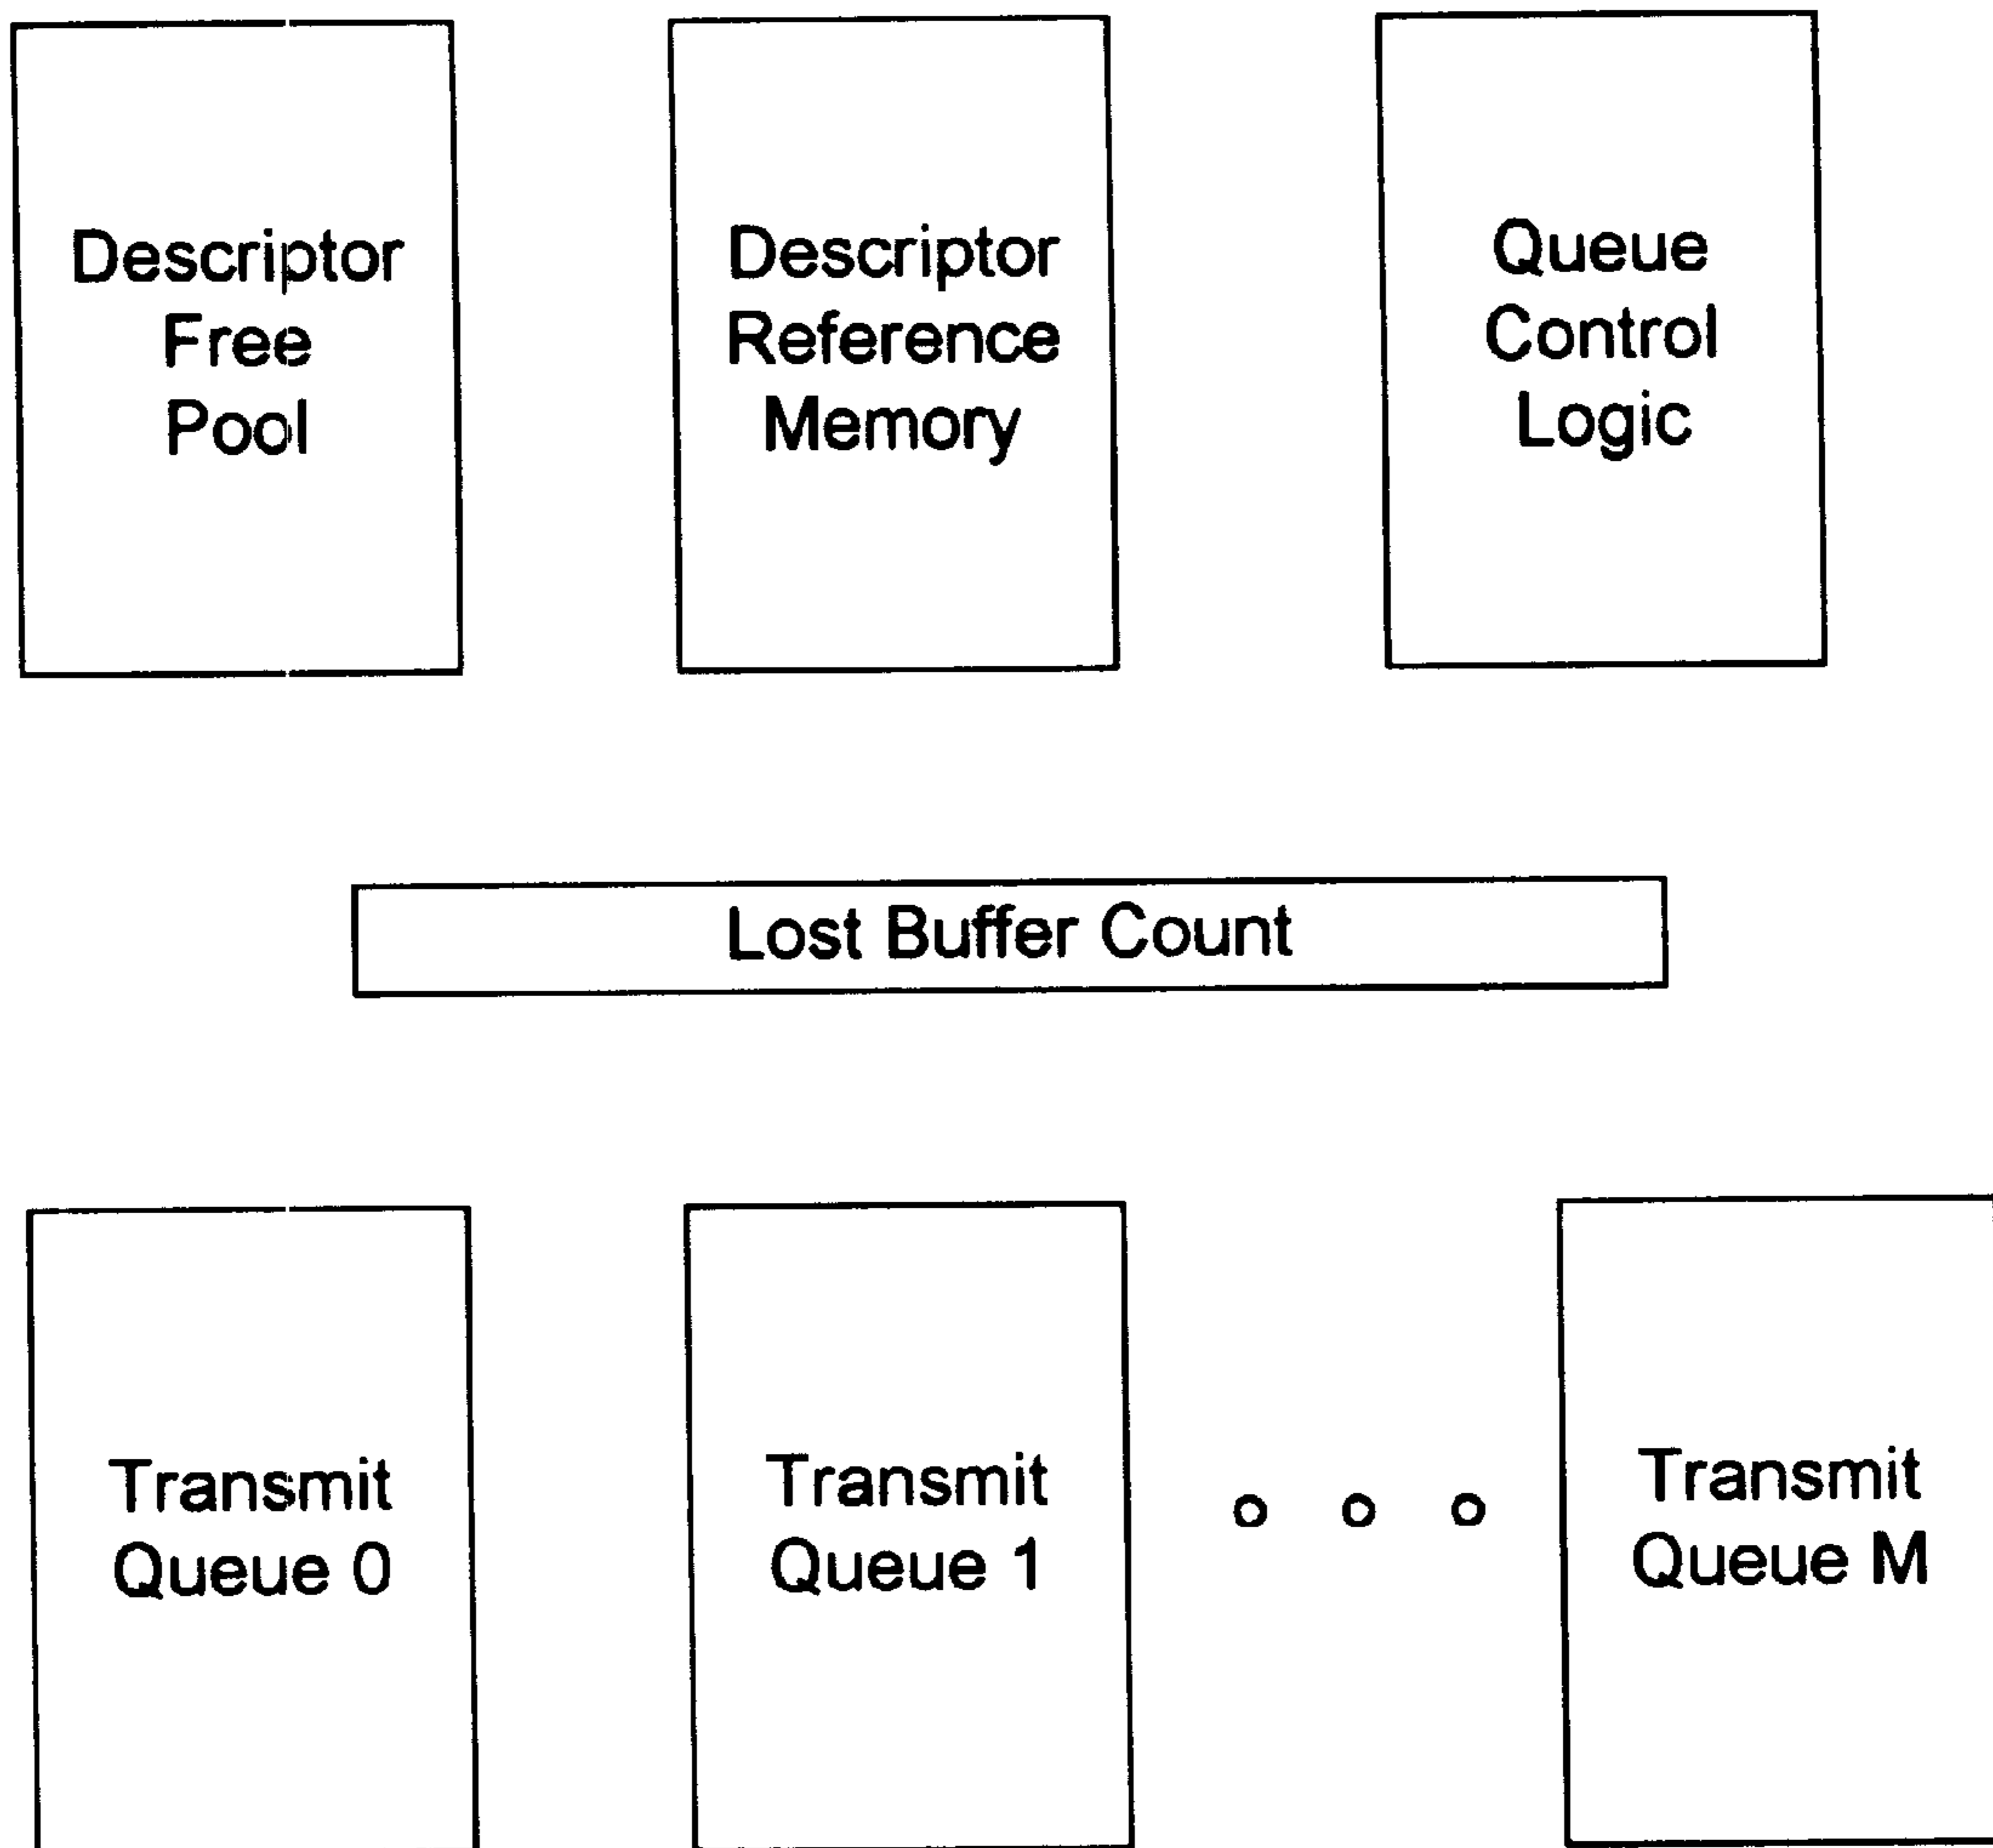 Descriptor
Free
Pool
Descriptor
Reference
Memory
Queue
Control
Logic
Lost Buffer Count
Transmit
Queue 0
Transmit
Queue 1
Transmit
Queue M